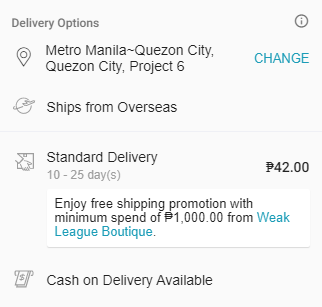 Delivery Options
Metro Manila~Quezon City,
Quezon City, Project 6
CHANGE
Ships from Overseas
Standard Delivery
₱42.00
10 - 25 day(s)
Enjoy free shipping promotion with
minimum spend of ₱1,000.00 from Weak
League Boutique.
Cash on Delivery Available